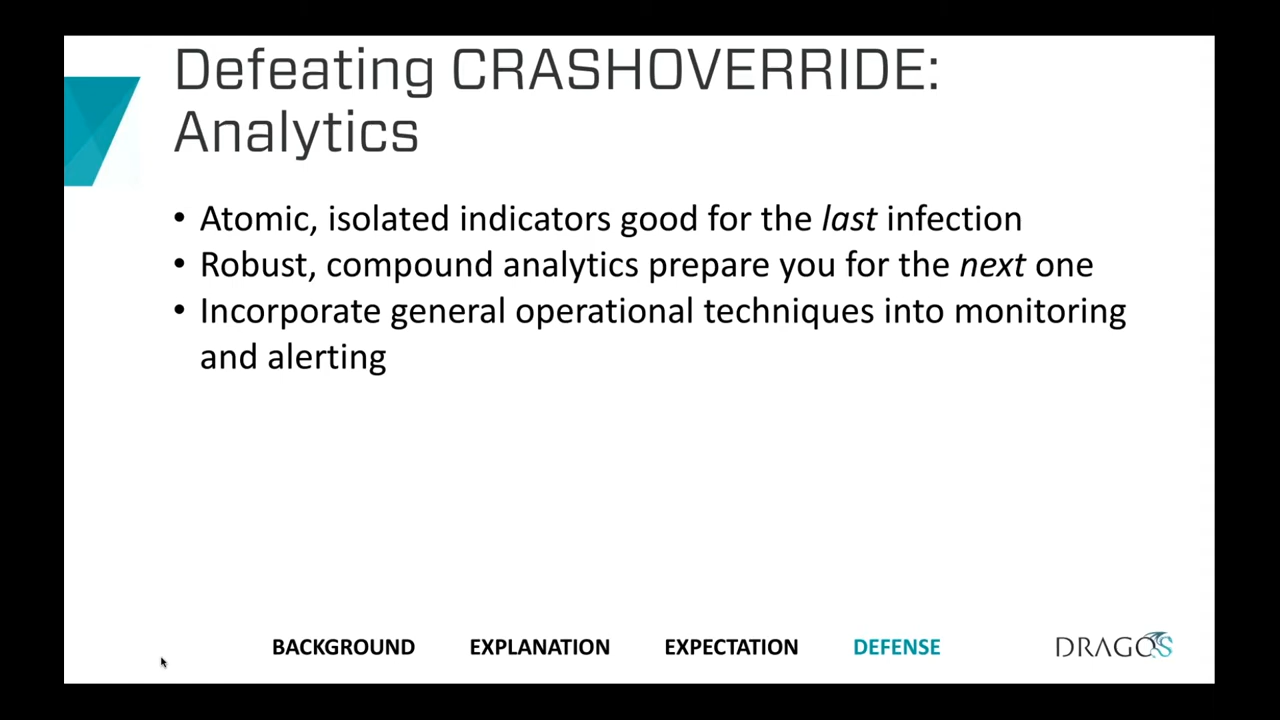 Defeating CRASHOVERRIDE:
Analytics
• Atomic, isolated indicators good for the last infection
• Robust, compound analytics prepare you for the next one
• Incorporate general operational techniques into monitoring
and alerting
BACKGROUND EXPLANATION EXPECTATION DEFENSE DRAGOS